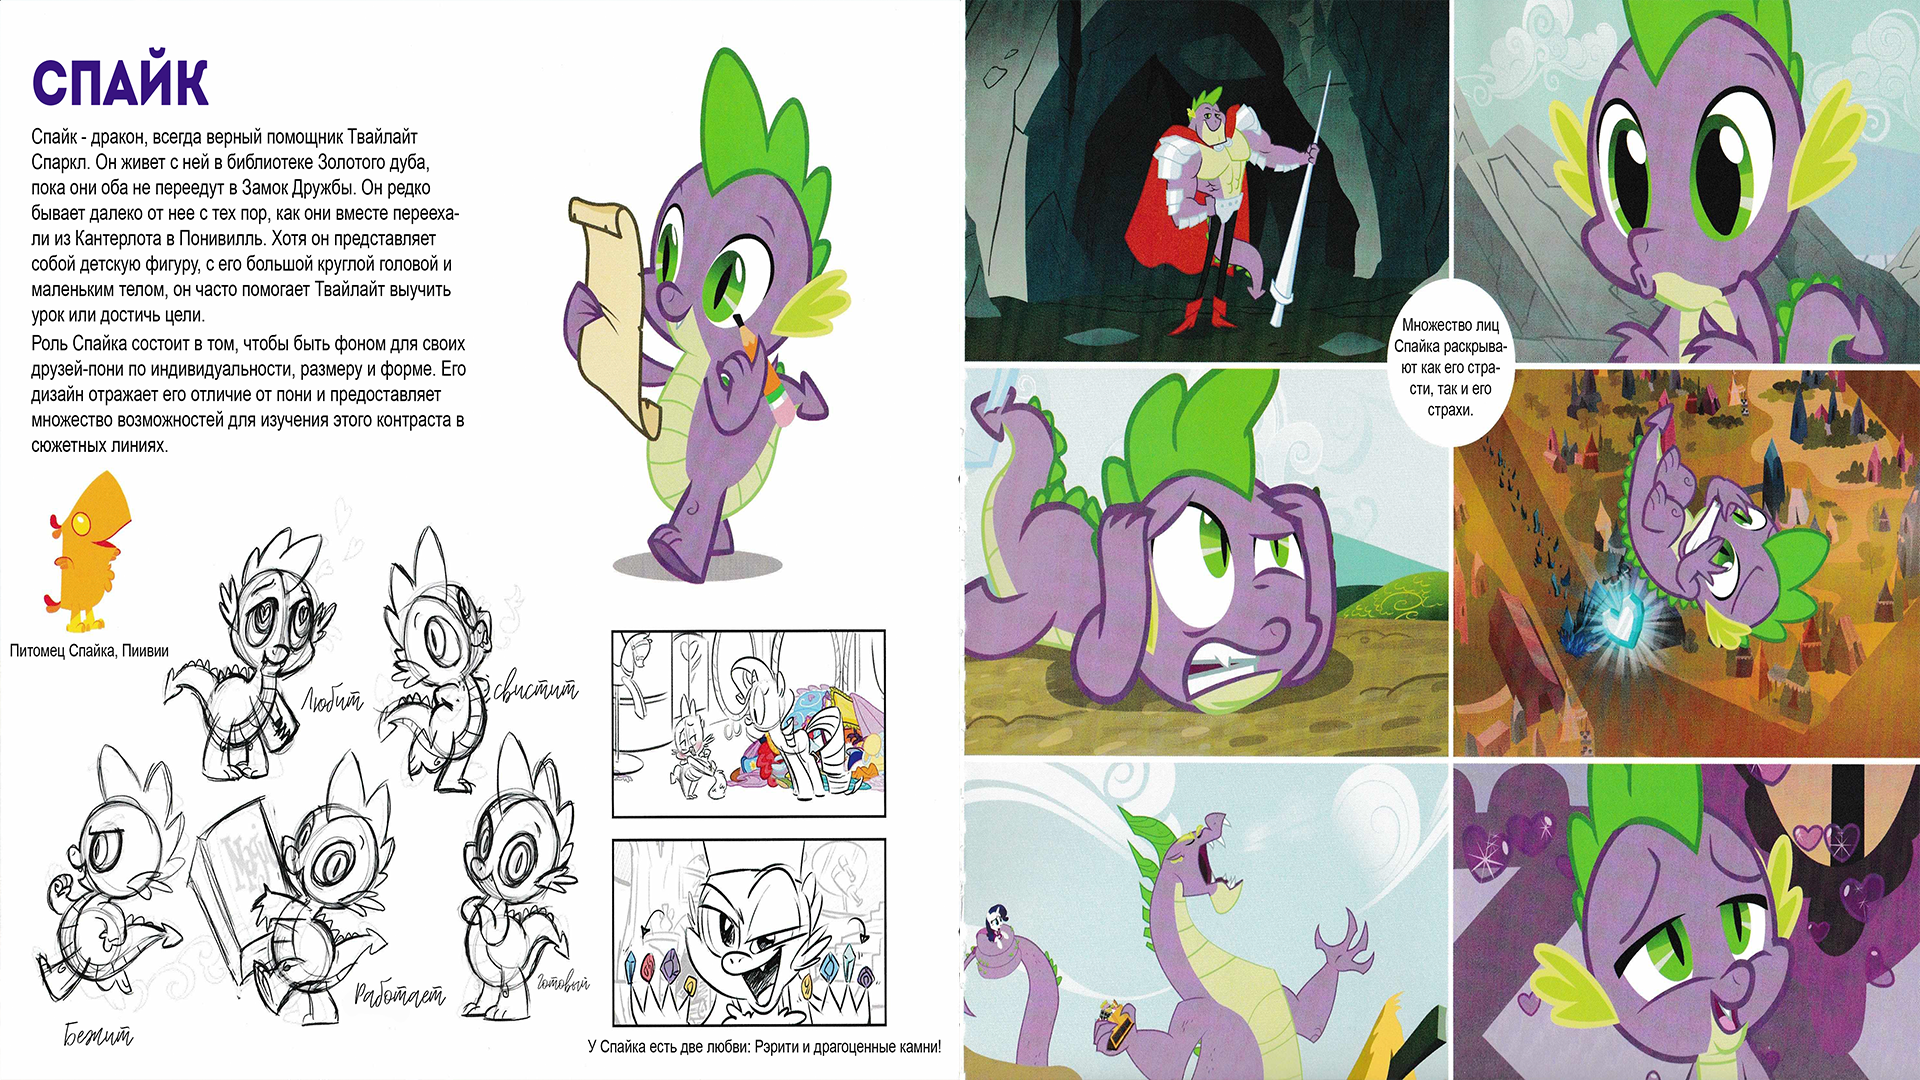 СПАЙК
Спайк - дракон, всегда верный помощник Твайлайт
Спаркл. Он живет с ней в библиотеке Золотого дуба,
пока они оба не переедут в Замок Дружбы. Он редко
бывает далеко от нее с тех пор, как они вместе перееха-
ли из Кантерлота в Понивилль. Хотя он представляет
собой детскую фигуру, с его большой круглой головой и
маленьким телом, он часто помогает Твайлайт выучить
урок или достичь цели.
Роль Спайка состоит в том, чтобы быть фоном для своих
друзей-пони по индивидуальности, размеру и форме. Его
дизайн отражает его отличие от пони и предоставляет
множество возможностей для изучения этого контраста в
сюжетных линиях.
Питомец Спайка, Пиивии
Любит
свистит
Бежит
Работает
готовый
У Спайка есть две любви: Рэрити и драгоценные камни!
Множество лиц
Спайка раскрыва-
ют как его стра-
сти, так и его
страхи.